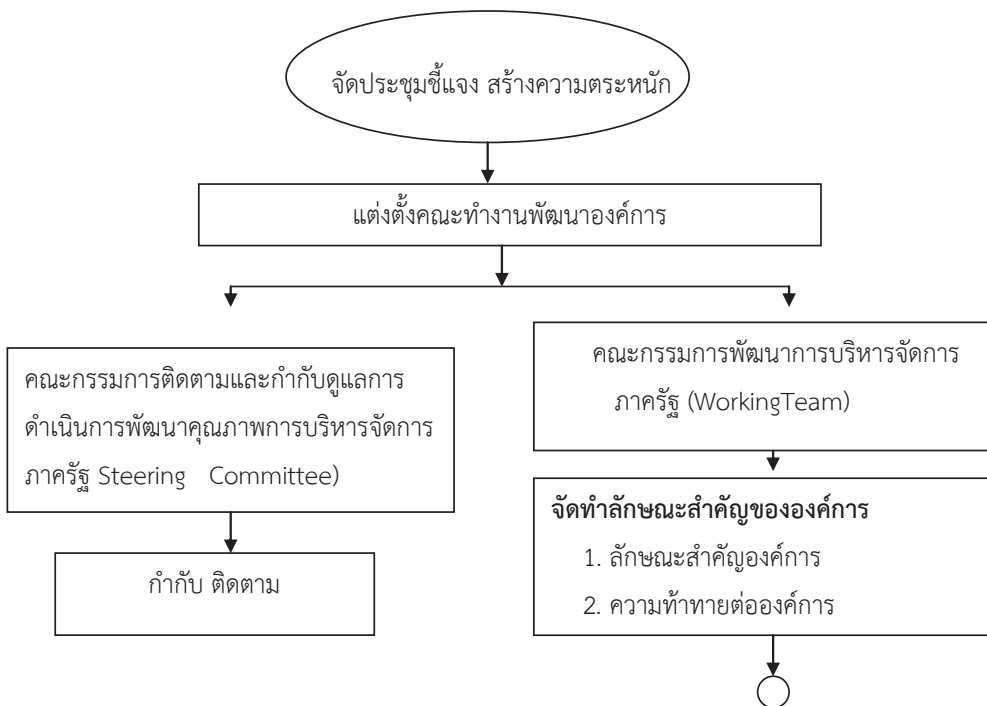 จัดประชุมชี้แจง สร้างความตระหนัก
แต่งตั้งคณะทำงานพัฒนาองค์การ
คณะกรรมการติดตามและกำกับดูแลการ
ดำเนินการพัฒนาคุณภาพการบริหารจัดการ
ภาครัฐ Steering Committee)
กำกับ ติดตาม
คณะกรรมการพัฒนาการบริหารจัดการ
ภาครัฐ (WorkingTeam)
จัดทำลักษณะสำคัญขององค์การ
1. ลักษณะสำคัญองค์การ
2. ความท้าทายต่อองค์การ